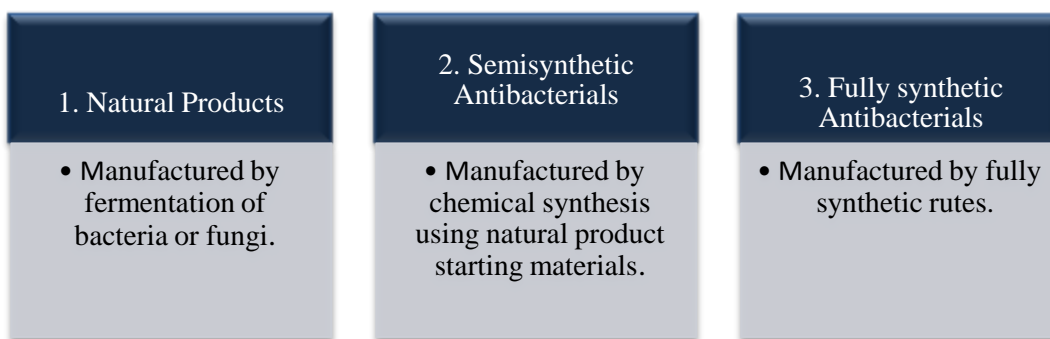 1. Natural Products
• Manufactured by
fermentation of
bacteria or fungi.
2. Semisynthetic
Antibacterials
• Manufactured by
chemical synthesis
using natural product
starting materials.
3. Fully synthetic
Antibacterials
• Manufactured by fully
synthetic rutes.